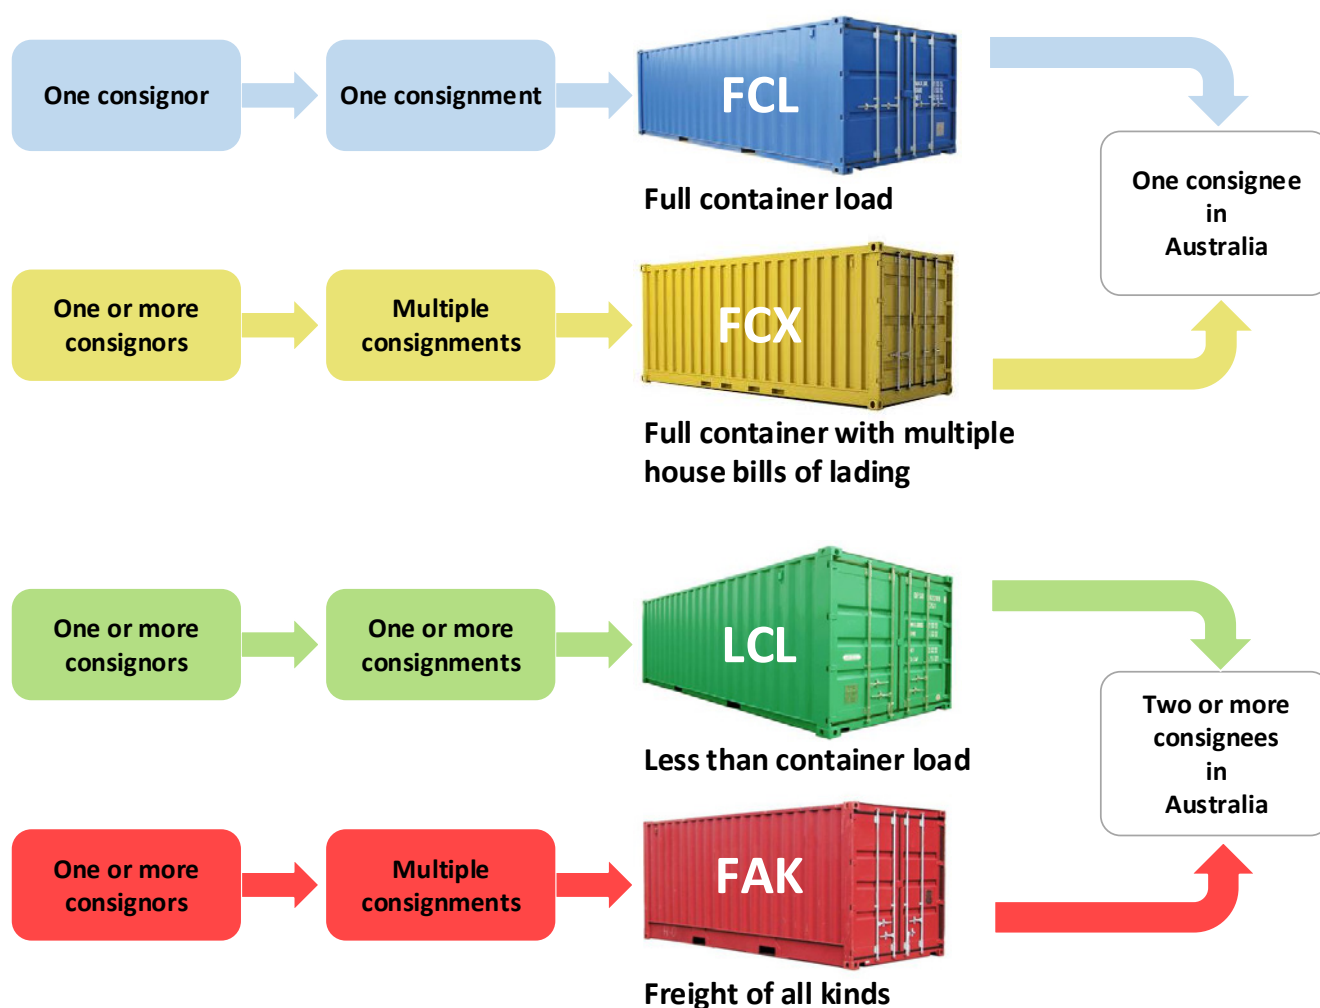 One consignor
One consignment
FCL
Full container load
One or more
consignors
Multiple
consignments
FCX
Full container with multiple
house bills of lading
One consignee
in
Australia
One or more
consignors
One or more
consignments
LCL
Less than container load
One or more
consignors
Multiple
consignments
FAK
Freight of all kinds
Two or more
consignees
in
Australia